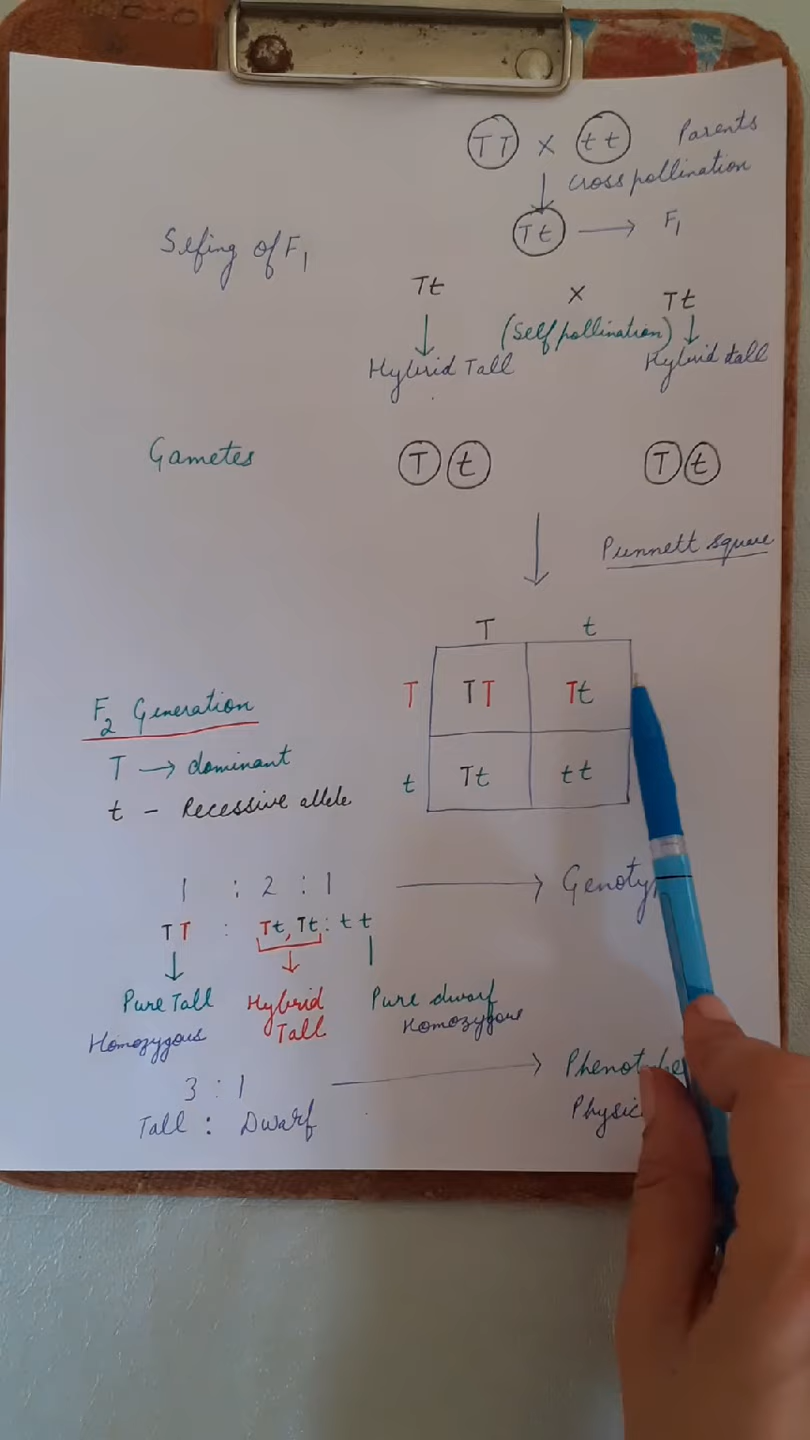 TT X tt Parents
Cross pollination
Tt → F1
Selfing of F1
Tt X Tt
(Self pollination)
Hybrid Tall Hybrid tall
Gametes T t T t
Punnett square
T t
T TT Tt
t Tt tt
F2 Generation
T → dominant
t - Recessive allele
1 : 2 : 1 → Genoty
TT : Tt, Tt : tt
Pure Tall Hybrid Tall Pure dwarf
Homozygous Homozygous
3 : 1 → Phenotype
Tall : Dwarf Physic